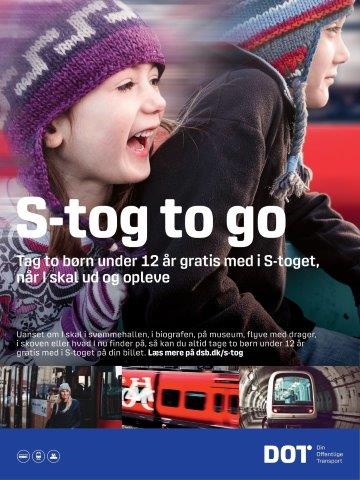 S-tog to go
Tag to børn under 12 år gratis med i S-toget,
når I skal ud og opleve
Uanset om I skal i svømmehallen, i biografen, på museum, flyve med drager,
i skoven eller hvad I nu finder på, så kan du altid tage to børn under 12 år
gratis med i S-toget på din billet. Læs mere på dsb.dk/s-tog
DOT
Din
Offentlige
Transport